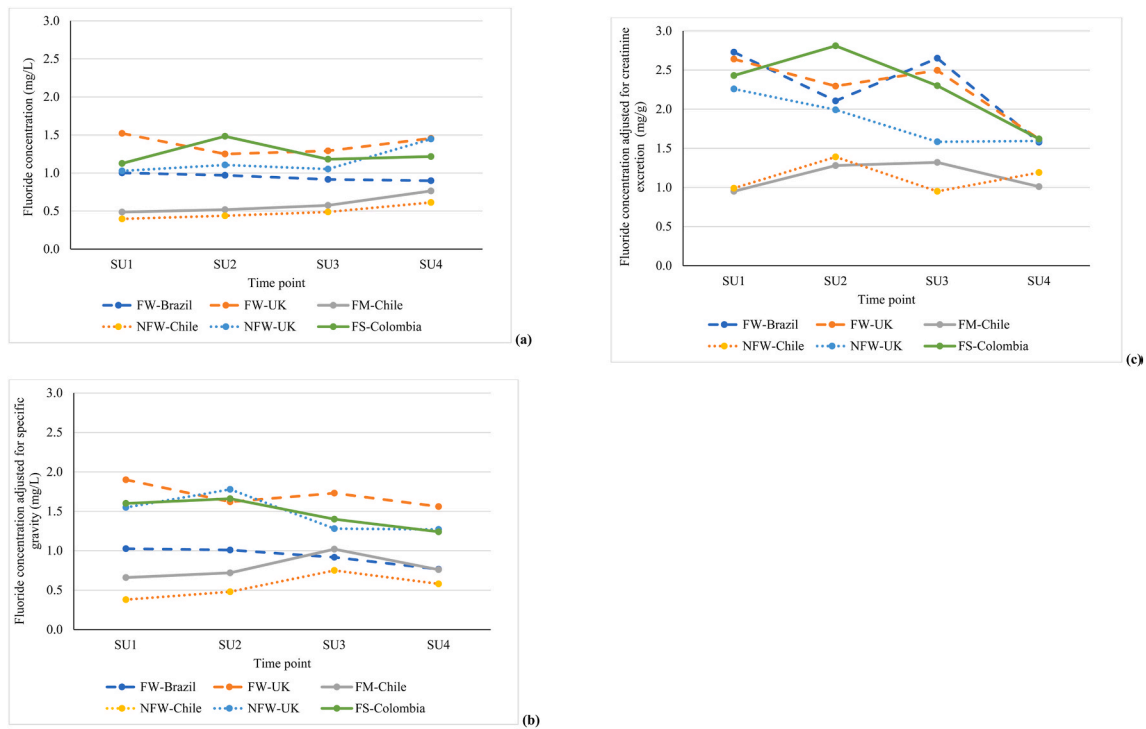 3.0
2.5
2.0
1.5
1.0
0.5
0.0
Fluoride concentration (mg/L)
SU1 SU2 SU3 SU4
Time point
FW-Brazil FW-UK FM-Chile
NFW-Chile NFW-UK FS-Colombia
(a)
3.0
2.5
2.0
1.5
1.0
0.5
0.0
Fluoride concentration adjusted for specific
gravity (mg/L)
SU1 SU2 SU3 SU4
Time point
FW-Brazil FW-UK FM-Chile
NFW-Chile NFW-UK FS-Colombia
(b)
3.0
2.5
2.0
1.5
1.0
0.5
0.0
Fluoride concentration adjusted for creatinine
excretion (mg/g)
SU1 SU2 SU3 SU4
Time point
FW-Brazil FW-UK FM-Chile
NFW-Chile NFW-UK FS-Colombia
(c)